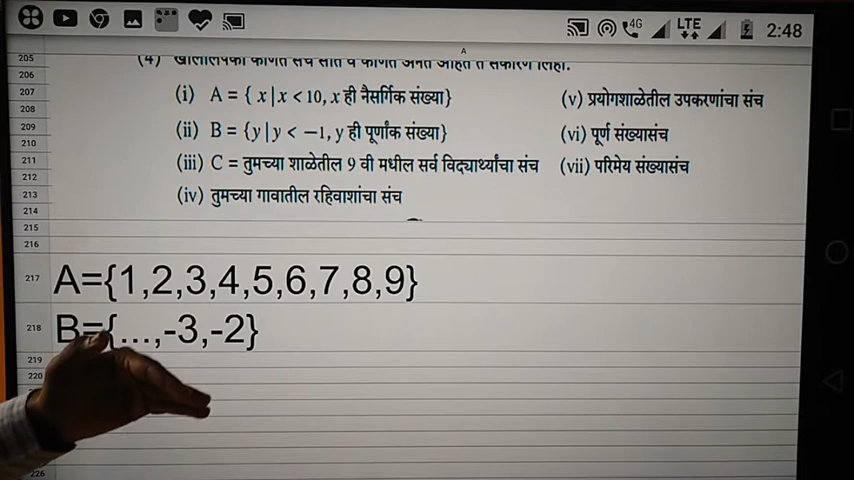 4G LTE 2:48
A
205
206
207 (i) A = { x | x < 10, x ही नैसर्गिक संख्या} (v) प्रयोगशाळेतील उपकरणांचा संच
208
209 (ii) B = {y | y < −1, y ही पूर्णांक संख्या} (vi) पूर्ण संख्यासंच
210
211 (iii) C = तुमच्या शाळेतील 9 वी मधील सर्व विद्यार्थ्यांचा संच (vii) परिमेय संख्यासंच
212
213 (iv) तुमच्या गावातील रहिवाशांचा संच
214
215
216
217 A={1,2,3,4,5,6,7,8,9}
218 B={...,-3,-2}
219
220
226